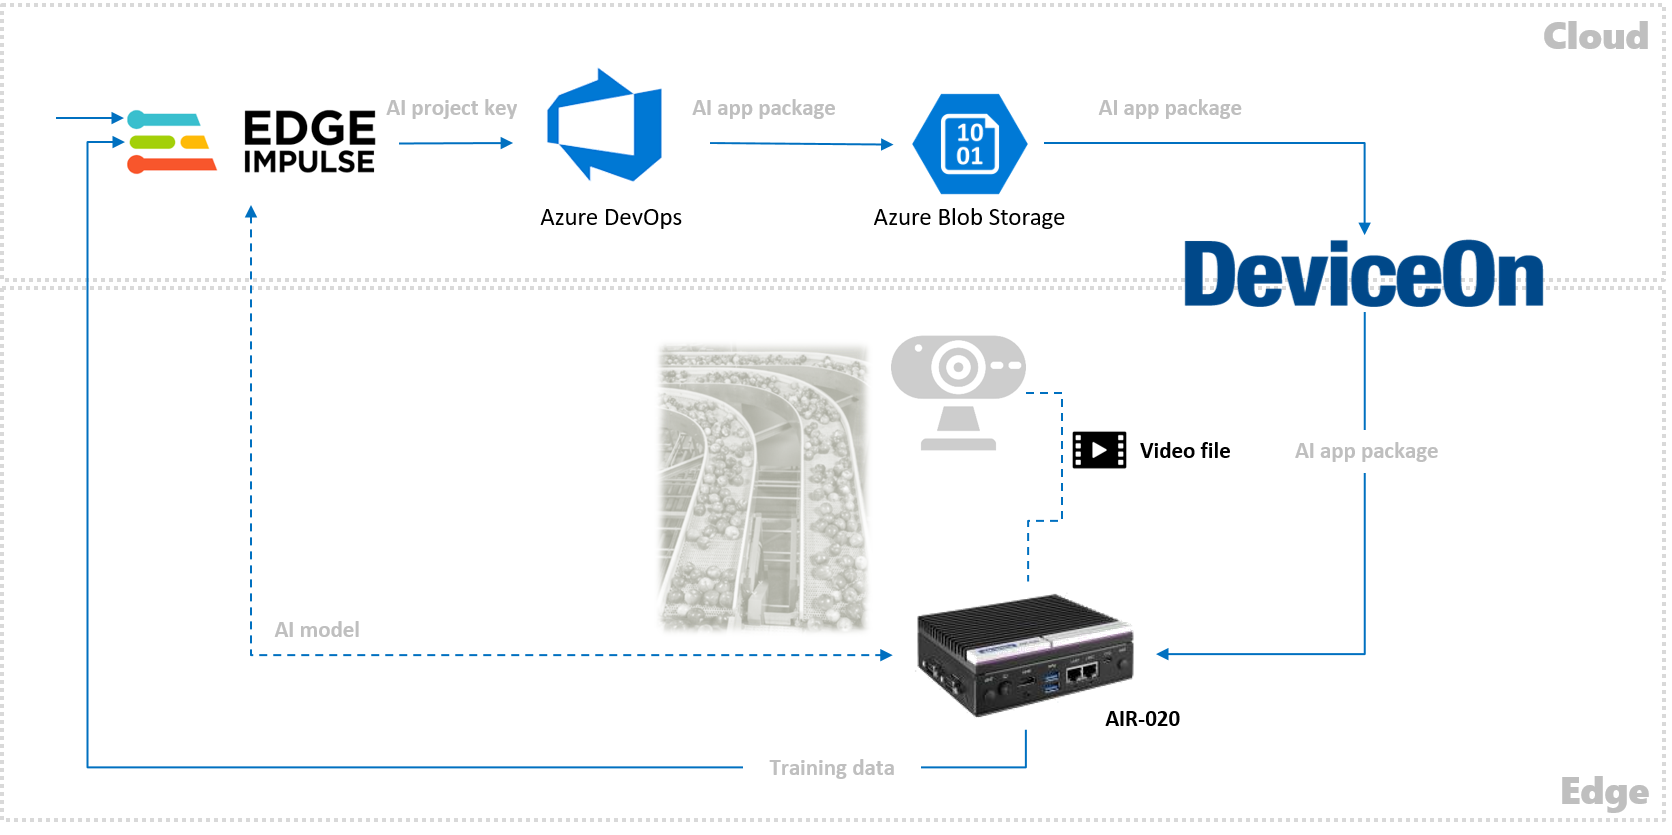 Cloud
EDGE
IMPULSE
AI project key
AI app package
10
01
AI app package
Azure DevOps
Azure Blob Storage
DeviceOn
Video file
AI app package
AI model
AIR-020
Training data
Edge